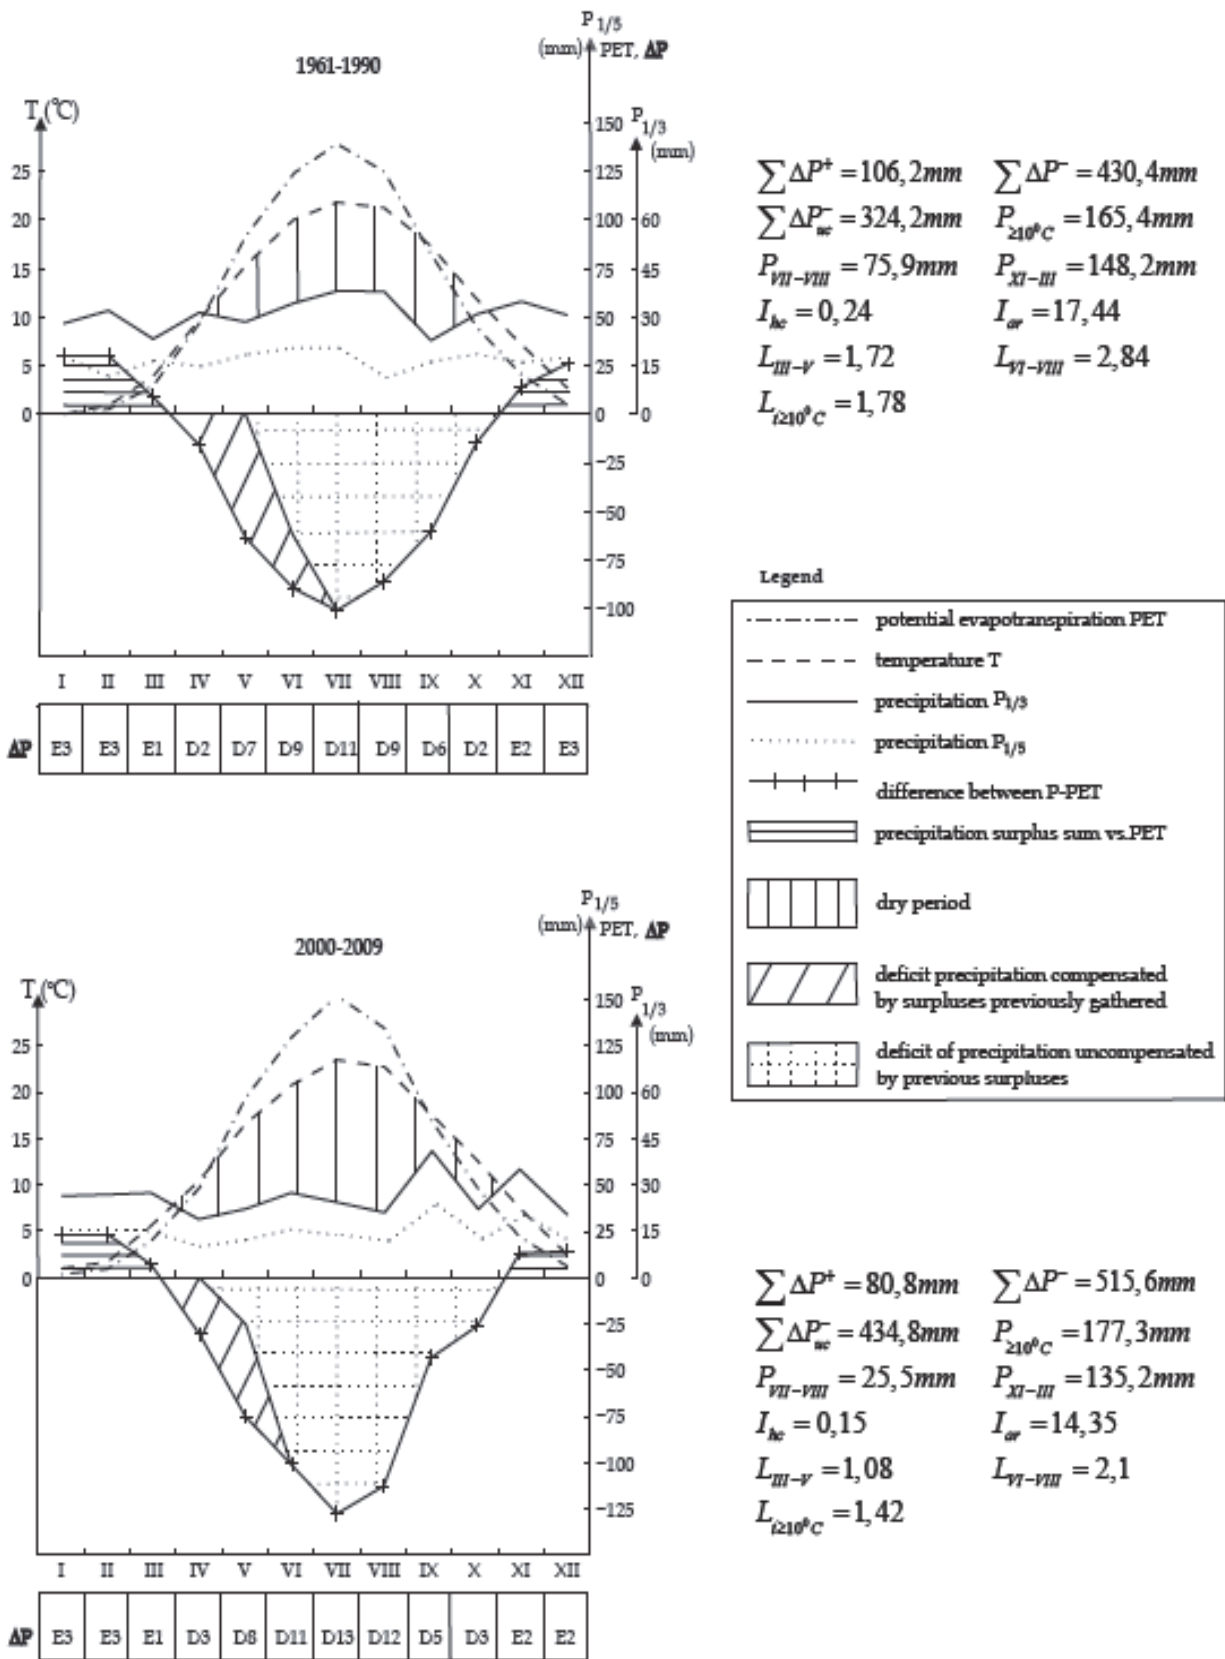 P 1/5
(mm) PET, ΔP
1961-1990
T (°C)
150 P 1/3
(mm)
25 125
20 100 60
15 75 45
10 50 30
5 25 15
0 0 0
-25
-50
-75
-100
I II III IV V VI VII VIII IX X XI XII
ΔP E3 E3 E1 D2 D7 D9 D11 D9 D6 D2 E2 E3
∑ΔP⁺ = 106,2mm ∑ΔP⁻ = 430,4mm
∑ΔP⁻uc = 324,2mm P≥10⁰C = 165,4mm
PVII-VIII = 75,9mm PXI-III = 148,2mm
Ihc = 0,24 Iar = 17,44
LIII-V = 1,72 LVI-VIII = 2,84
Lt≥10⁰C = 1,78
Legend
potential evapotranspiration PET
temperature T
precipitation P1/3
precipitation P1/5
difference between P-PET
precipitation surplus sum vs.PET
dry period
deficit precipitation compensated
by surpluses previously gathered
deficit of precipitation uncompensated
by previous surpluses
P 1/5
(mm) PET, ΔP
2000-2009
T (°C)
150 P 1/3
(mm)
25 125
20 100 60
15 75 45
10 50 30
5 25 15
0 0 0
-25
-50
-75
-100
-125
I II III IV V VI VII VIII IX X XI XII
ΔP E3 E3 E1 D3 D8 D11 D13 D12 D5 D3 E2 E2
∑ΔP⁺ = 80,8mm ∑ΔP⁻ = 515,6mm
∑ΔP⁻uc = 434,8mm P≥10⁰C = 177,3mm
PVII-VIII = 25,5mm PXI-III = 135,2mm
Ihc = 0,15 Iar = 14,35
LIII-V = 1,08 LVI-VIII = 2,1
Lt≥10⁰C = 1,42